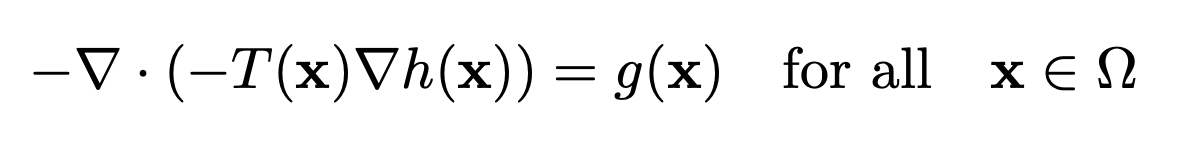 −∇ · (−T(𝐱)∇h(𝐱)) = g(𝐱) for all 𝐱 ∈ Ω